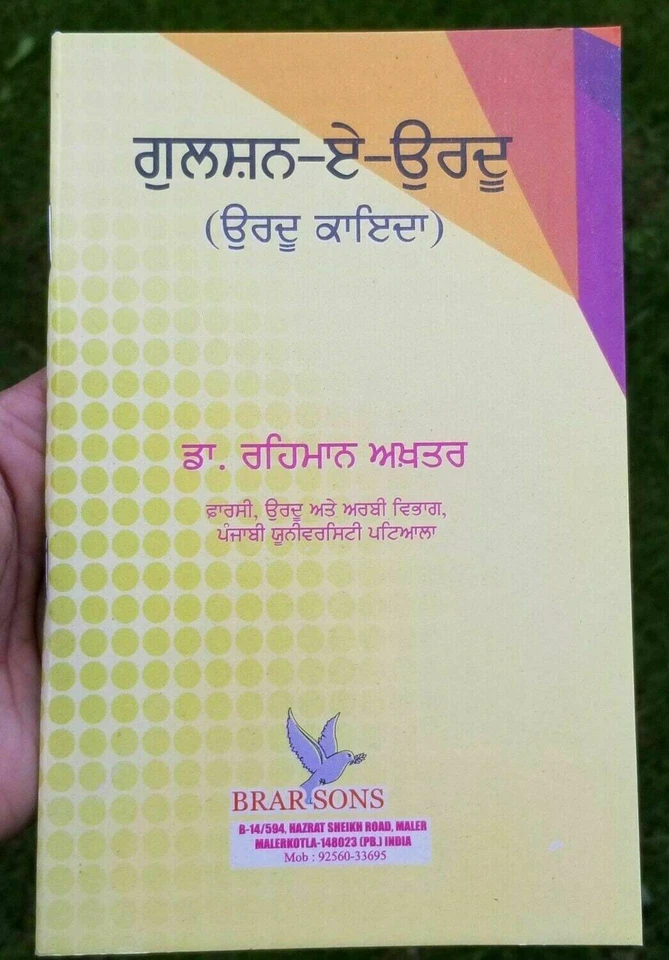 ਗੁਲਸ਼ਨ-ਏ-ਉਰਦੂ
(ਉਰਦੂ ਕਾਇਦਾ)
ਡਾ. ਰਹਿਮਾਨ ਅਖ਼ਤਰ
ਫ਼ਾਰਸੀ, ਉਰਦੂ ਅਤੇ ਅਰਬੀ ਵਿਭਾਗ,
ਪੰਜਾਬੀ ਯੂਨੀਵਰਸਿਟੀ ਪਟਿਆਲਾ
BRAR SONS
B-14/594, HAZRAT SHEIKH ROAD, MALER
MALERKOTLA-148023 (PB.) INDIA
Mob : 92560-33695